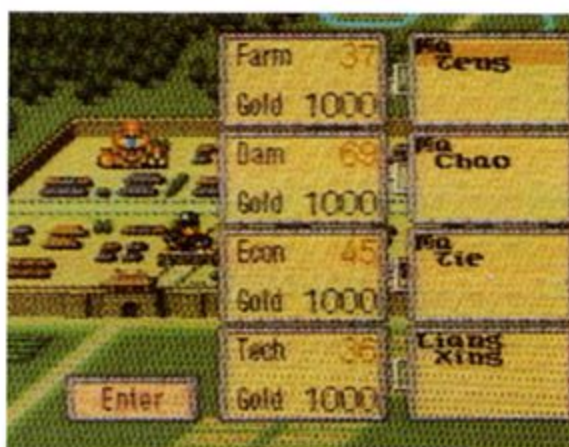 Farm 37
Gold 1000
Ma
Teng
Dam 69
Gold 1000
Ma
Chao
Econ 45
Gold 1000
Ma
Tie
Tech 36
Gold 1000
Liang
Xing
Enter